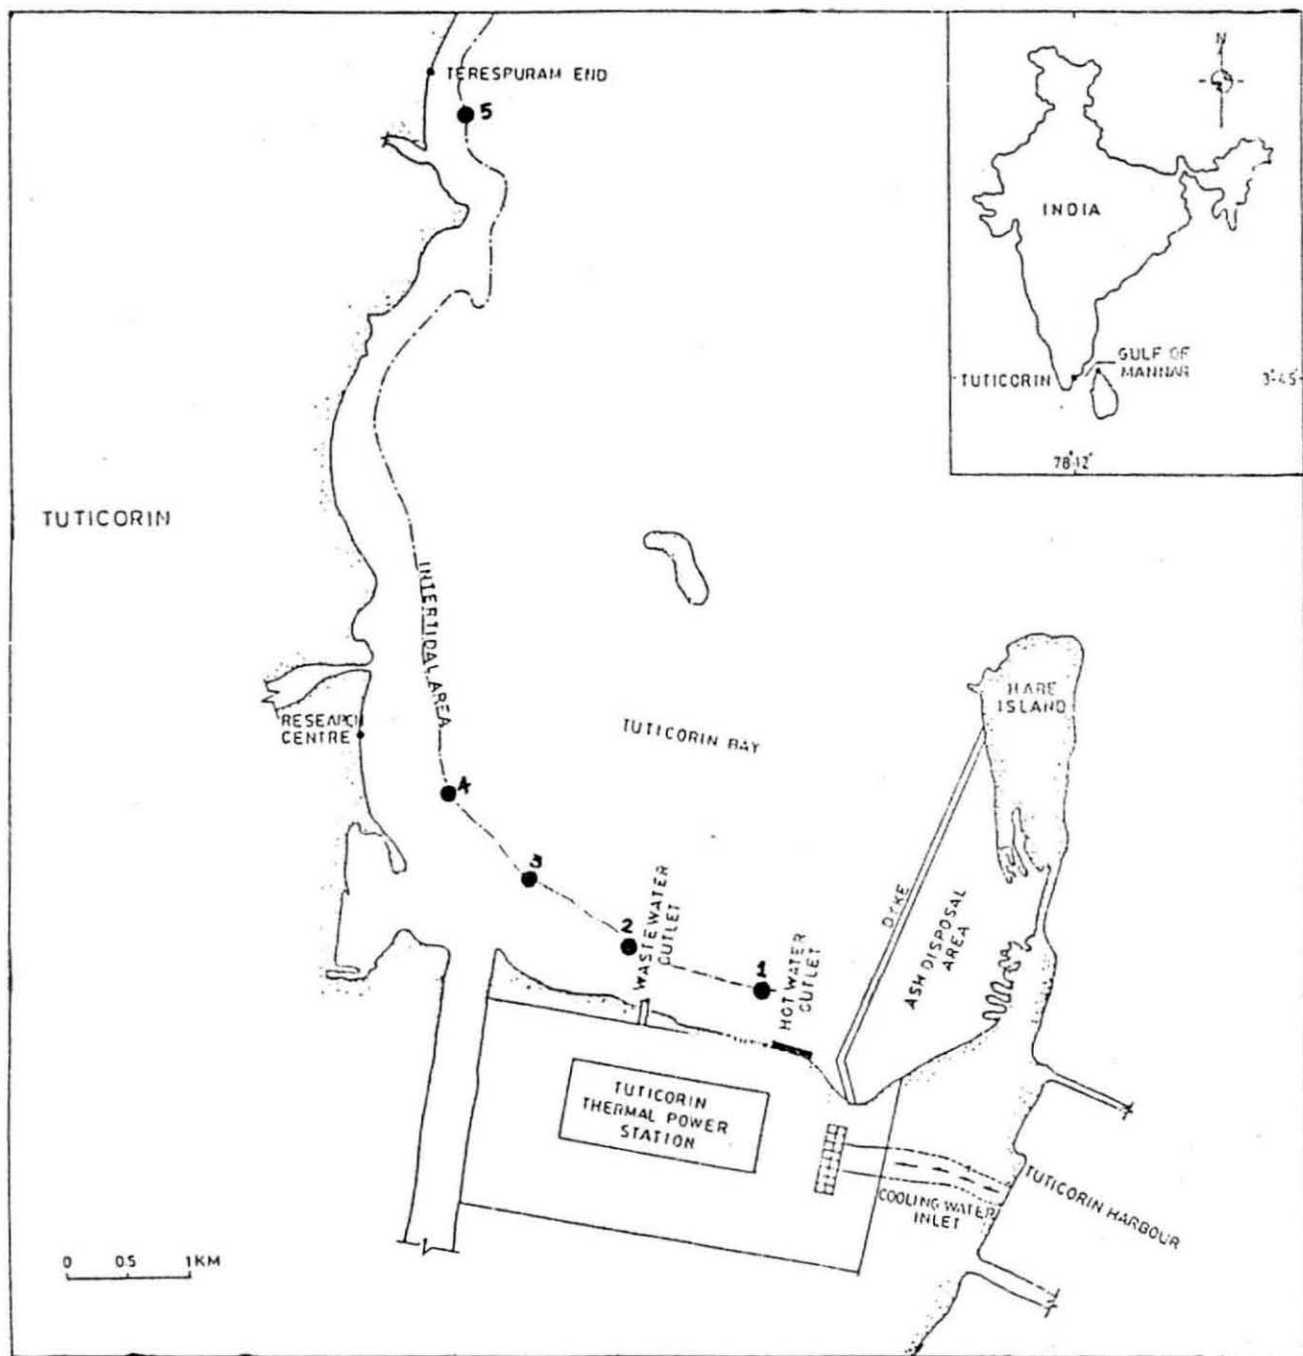 TERESPURAM END
5
N
INDIA
GULF OF
MANNAR
TUTICORIN
78°12'
TUTICORIN
INTERTIDAL AREA
HARE
ISLAND
RESEARCH
CENTRE
TUTICORIN BAY
4
3
2
1
WASTEWATER
OUTLET
HOT WATER
OUTLET
DYKE
ASH DISPOSAL
AREA
TUTICORIN
THERMAL POWER
STATION
COOLING WATER
INLET
TUTICORIN HARBOUR
0 0.5 1KM